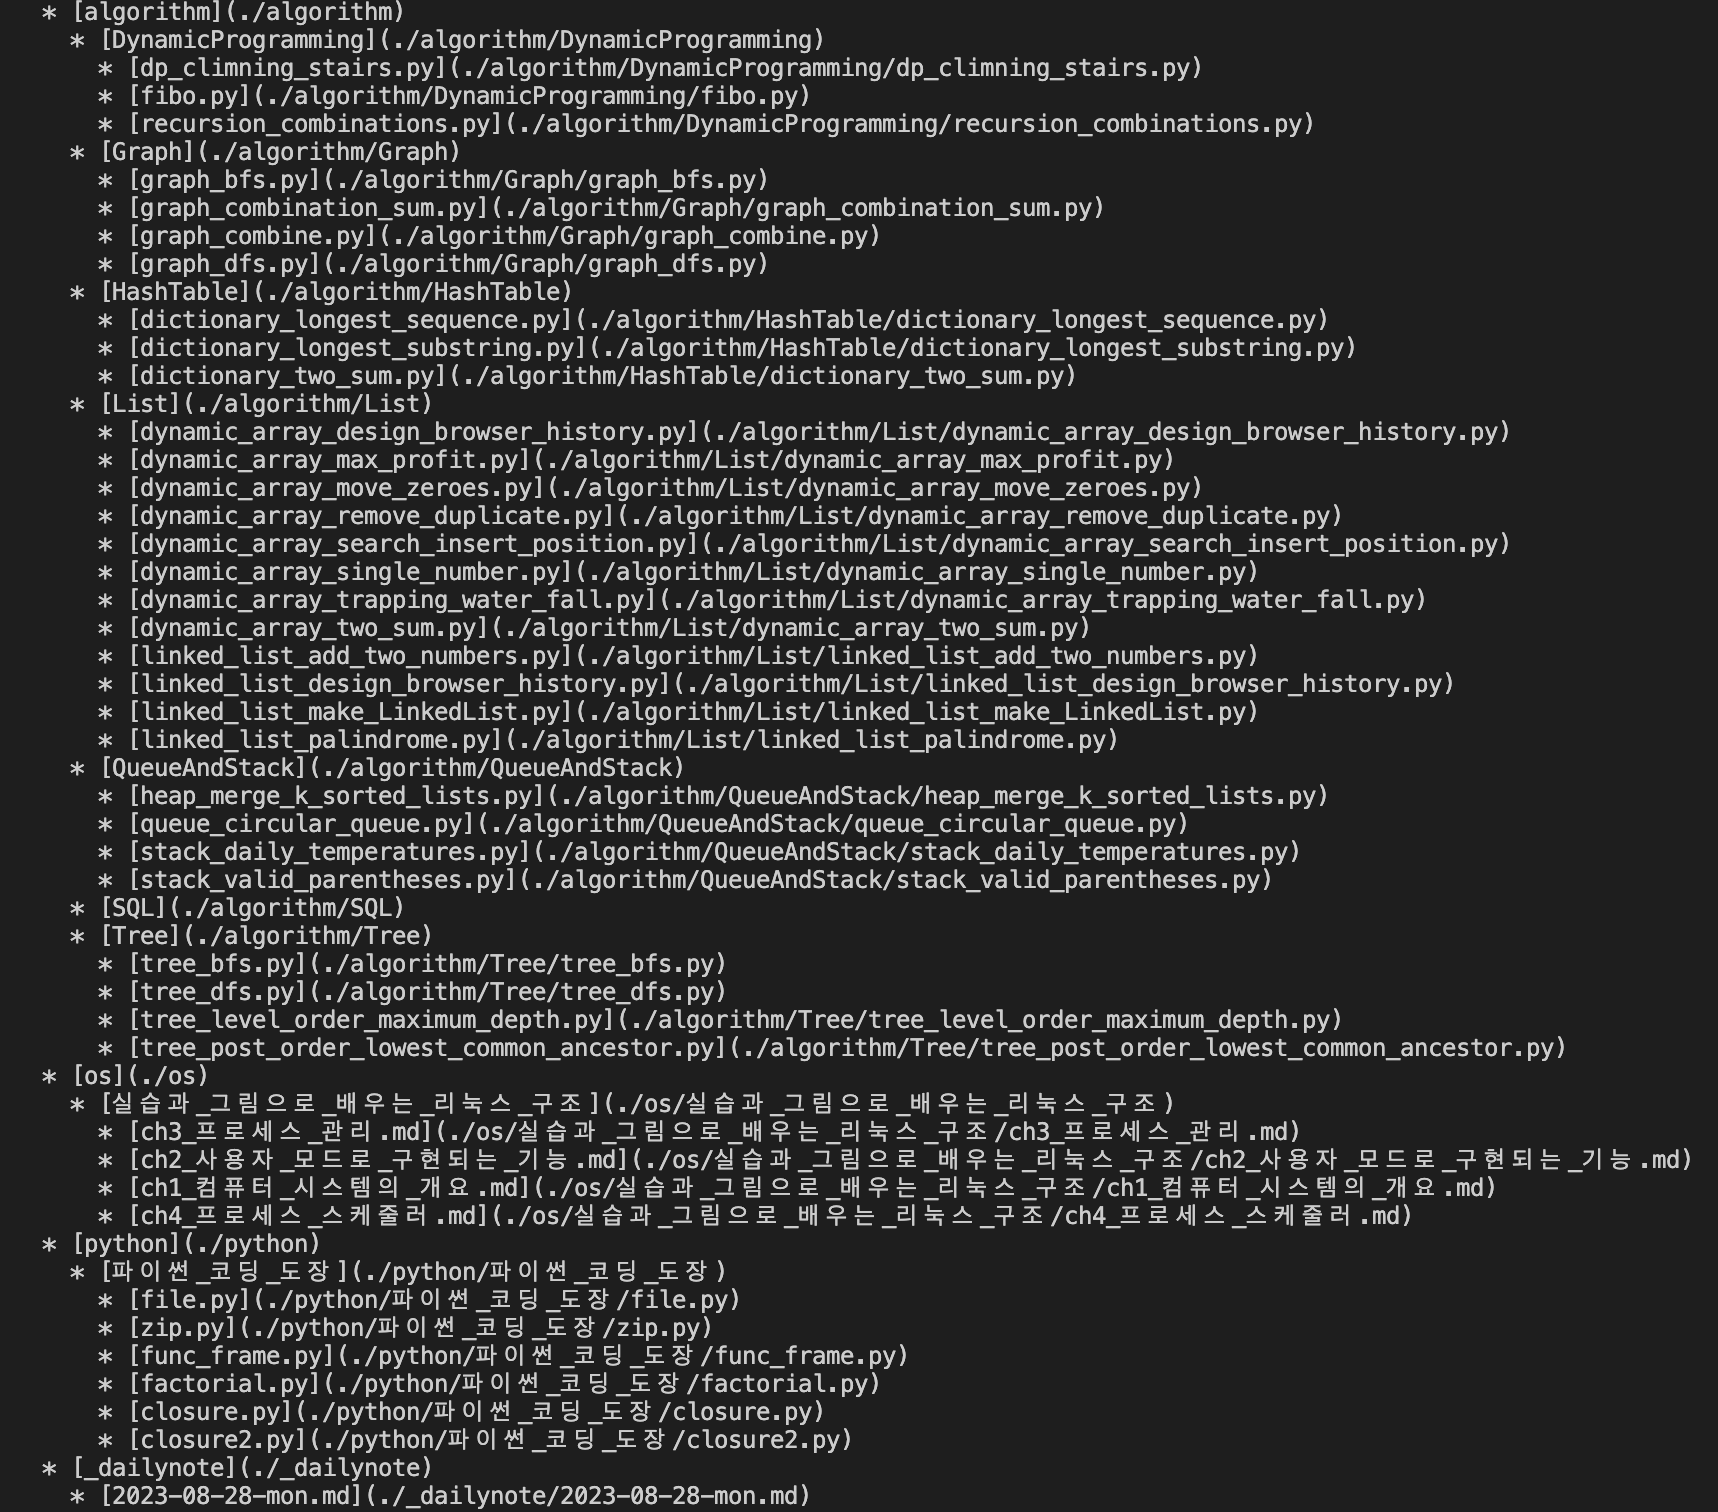 * [algorithm](./algorithm)
* [DynamicProgramming](./algorithm/DynamicProgramming)
* [dp_climning_stairs.py](./algorithm/DynamicProgramming/dp_climning_stairs.py)
* [fibo.py](./algorithm/DynamicProgramming/fibo.py)
* [recursion_combinations.py](./algorithm/DynamicProgramming/recursion_combinations.py)
* [Graph](./algorithm/Graph)
* [graph_bfs.py](./algorithm/Graph/graph_bfs.py)
* [graph_combination_sum.py](./algorithm/Graph/graph_combination_sum.py)
* [graph_combine.py](./algorithm/Graph/graph_combine.py)
* [graph_dfs.py](./algorithm/Graph/graph_dfs.py)
* [HashTable](./algorithm/HashTable)
* [dictionary_longest_sequence.py](./algorithm/HashTable/dictionary_longest_sequence.py)
* [dictionary_longest_substring.py](./algorithm/HashTable/dictionary_longest_substring.py)
* [dictionary_two_sum.py](./algorithm/HashTable/dictionary_two_sum.py)
* [List](./algorithm/List)
* [dynamic_array_design_browser_history.py](./algorithm/List/dynamic_array_design_browser_history.py)
* [dynamic_array_max_profit.py](./algorithm/List/dynamic_array_max_profit.py)
* [dynamic_array_move_zeroes.py](./algorithm/List/dynamic_array_move_zeroes.py)
* [dynamic_array_remove_duplicate.py](./algorithm/List/dynamic_array_remove_duplicate.py)
* [dynamic_array_search_insert_position.py](./algorithm/List/dynamic_array_search_insert_position.py)
* [dynamic_array_single_number.py](./algorithm/List/dynamic_array_single_number.py)
* [dynamic_array_trapping_water_fall.py](./algorithm/List/dynamic_array_trapping_water_fall.py)
* [dynamic_array_two_sum.py](./algorithm/List/dynamic_array_two_sum.py)
* [linked_list_add_two_numbers.py](./algorithm/List/linked_list_add_two_numbers.py)
* [linked_list_design_browser_history.py](./algorithm/List/linked_list_design_browser_history.py)
* [linked_list_make_LinkedList.py](./algorithm/List/linked_list_make_LinkedList.py)
* [linked_list_palindrome.py](./algorithm/List/linked_list_palindrome.py)
* [QueueAndStack](./algorithm/QueueAndStack)
* [heap_merge_k_sorted_lists.py](./algorithm/QueueAndStack/heap_merge_k_sorted_lists.py)
* [queue_circular_queue.py](./algorithm/QueueAndStack/queue_circular_queue.py)
* [stack_daily_temperatures.py](./algorithm/QueueAndStack/stack_daily_temperatures.py)
* [stack_valid_parentheses.py](./algorithm/QueueAndStack/stack_valid_parentheses.py)
* [SQL](./algorithm/SQL)
* [Tree](./algorithm/Tree)
* [tree_bfs.py](./algorithm/Tree/tree_bfs.py)
* [tree_dfs.py](./algorithm/Tree/tree_dfs.py)
* [tree_level_order_maximum_depth.py](./algorithm/Tree/tree_level_order_maximum_depth.py)
* [tree_post_order_lowest_common_ancestor.py](./algorithm/Tree/tree_post_order_lowest_common_ancestor.py)
* [os](./os)
* [실습과_그림으로_배우는_리눅스_구조](./os/실습과_그림으로_배우는_리눅스_구조)
* [ch3_프로세스_관리.md](./os/실습과_그림으로_배우는_리눅스_구조/ch3_프로세스_관리.md)
* [ch2_사용자_모드로_구현되는_기능.md](./os/실습과_그림으로_배우는_리눅스_구조/ch2_사용자_모드로_구현되는_기능.md)
* [ch1_컴퓨터_시스템의_개요.md](./os/실습과_그림으로_배우는_리눅스_구조/ch1_컴퓨터_시스템의_개요.md)
* [ch4_프로세스_스케줄러.md](./os/실습과_그림으로_배우는_리눅스_구조/ch4_프로세스_스케줄러.md)
* [python](./python)
* [파이썬_코딩_도장](./python/파이썬_코딩_도장)
* [file.py](./python/파이썬_코딩_도장/file.py)
* [zip.py](./python/파이썬_코딩_도장/zip.py)
* [func_frame.py](./python/파이썬_코딩_도장/func_frame.py)
* [factorial.py](./python/파이썬_코딩_도장/factorial.py)
* [closure.py](./python/파이썬_코딩_도장/closure.py)
* [closure2.py](./python/파이썬_코딩_도장/closure2.py)
* [_dailynote](./_dailynote)
* [2023-08-28-mon.md](./_dailynote/2023-08-28-mon.md)